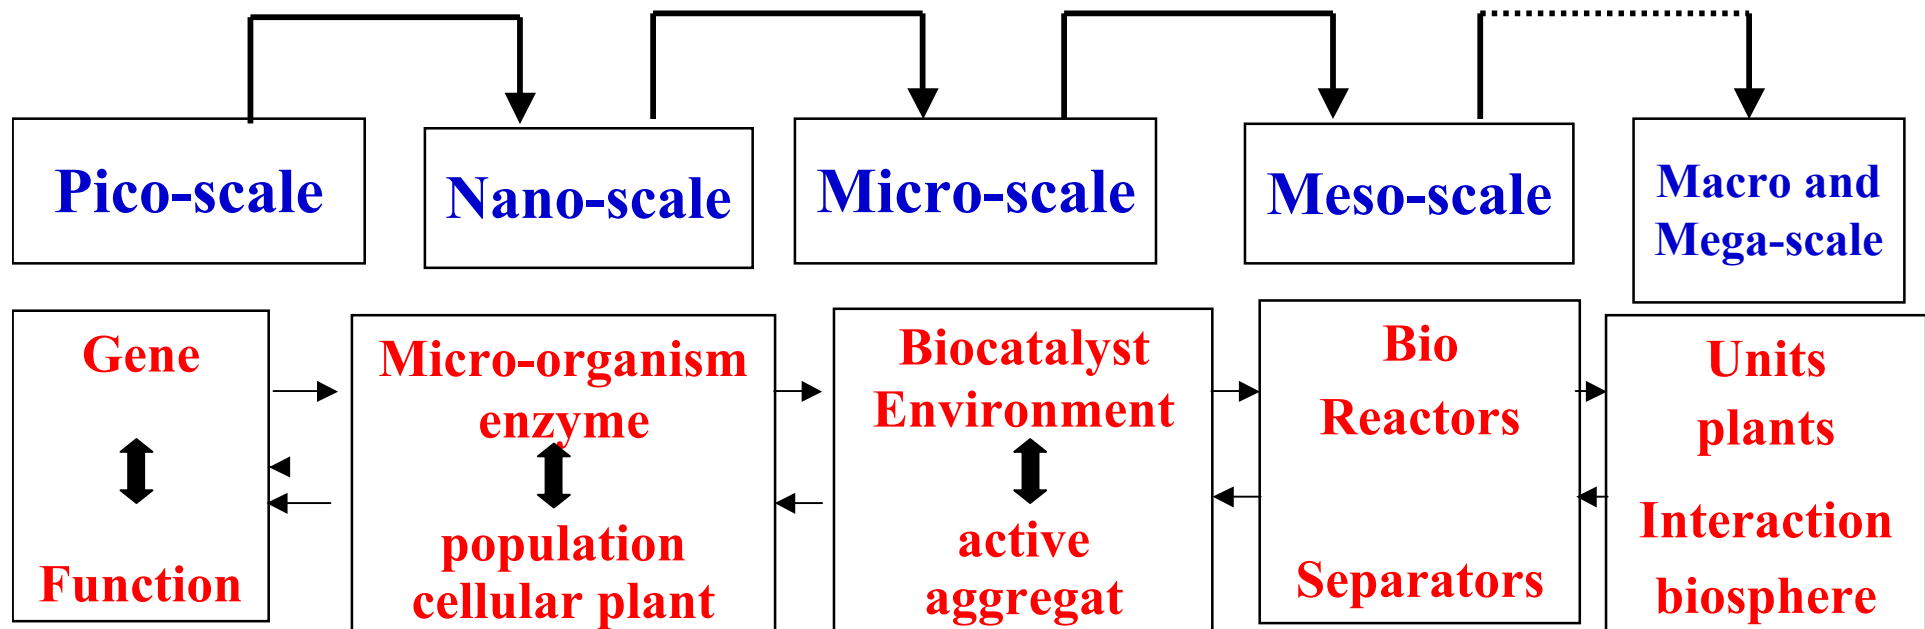 Pico-scale
Nano-scale
Micro-scale
Meso-scale
Macro and
Mega-scale
Gene
Function
Micro-organism
enzyme
population
cellular plant
Biocatalyst
Environment
active
aggregat
Bio
Reactors
Separators
Units
plants
Interaction
biosphere